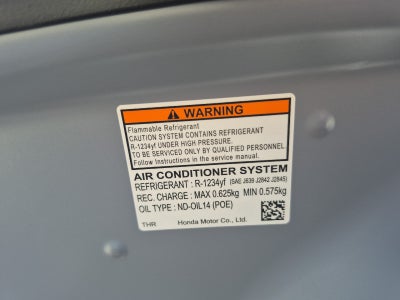 WARNING
Flammable Refrigerant
CAUTION SYSTEM CONTAINS REFRIGERANT
R-1234yf UNDER HIGH PRESSURE.
TO BE SERVICED ONLY BY QUALIFIED PERSONNEL.
Follow Instructions in the service manual.
AIR CONDITIONER SYSTEM
REFRIGERANT : R-1234yf (SAE J639 J2842 J2845)
REC. CHARGE : MAX 0.625kg MIN 0.575kg
OIL TYPE : ND-OIL14 (POE)
THR Honda Motor Co., Ltd.